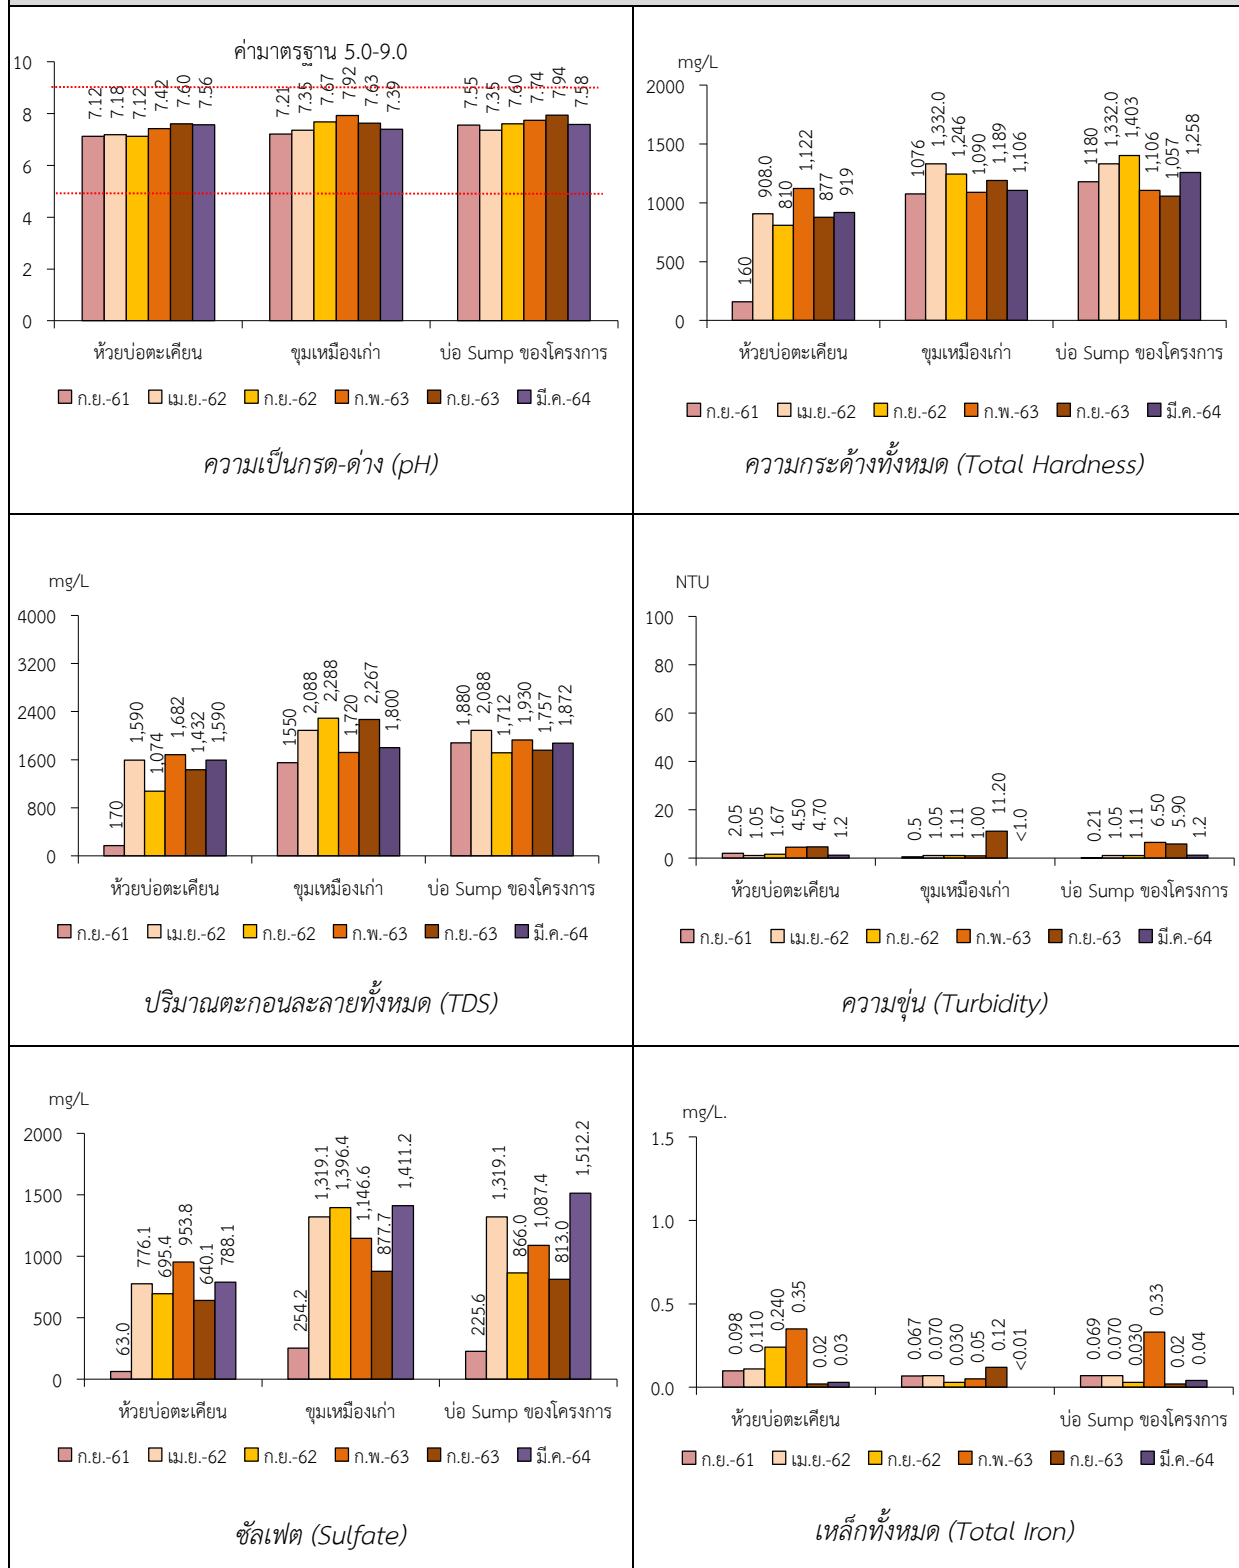 ค่ามาตรฐาน 5.0-9.0
10
8
6
4
2
0
7.12 7.18 7.12 7.42 7.60 7.56
7.21 7.35 7.67 7.92 7.63 7.39
7.55 7.35 7.60 7.74 7.94 7.58
ห้วยบ่อตะเคียน ขุมเหมืองเก่า บ่อ Sump ของโครงการ
ก.ย.-61 เม.ย.-62 ก.ย.-62 ก.พ.-63 ก.ย.-63 มี.ค.-64
ความเป็นกรด-ด่าง (pH)
mg/L
2000
1500
1000
500
0
160 908.0 810 1,122 877 919
1076 1,332.0 1,246 1,090 1,189 1,106
1180 1,332.0 1,403 1,106 1,057 1,258
ห้วยบ่อตะเคียน ขุมเหมืองเก่า บ่อ Sump ของโครงการ
ก.ย.-61 เม.ย.-62 ก.ย.-62 ก.พ.-63 ก.ย.-63 มี.ค.-64
ความกระด้างทั้งหมด (Total Hardness)
mg/L
4000
3200
2400
1600
800
0
170 1,590 1,074 1,682 1,432 1,590
1550 2,088 2,288 1,720 2,267 1,800
1,880 2,088 1,712 1,930 1,757 1,872
ห้วยบ่อตะเคียน ขุมเหมืองเก่า บ่อ Sump ของโครงการ
ก.ย.-61 เม.ย.-62 ก.ย.-62 ก.พ.-63 ก.ย.-63 มี.ค.-64
ปริมาณตะกอนละลายทั้งหมด (TDS)
NTU
100
80
60
40
20
0
2.05 1.05 1.67 4.50 4.70 1.2
0.5 1.05 1.11 1.00 11.20 <1.0
0.21 1.05 1.11 6.50 5.90 1.2
ห้วยบ่อตะเคียน ขุมเหมืองเก่า บ่อ Sump ของโครงการ
ก.ย.-61 เม.ย.-62 ก.ย.-62 ก.พ.-63 ก.ย.-63 มี.ค.-64
ความขุ่น (Turbidity)
mg/L
2000
1500
1000
500
0
63.0 776.1 695.4 953.8 640.1 788.1
254.2 1,319.1 1,396.4 1,146.6 877.7 1,411.2
225.6 1,319.1 866.0 1,087.4 813.0 1,512.2
ห้วยบ่อตะเคียน ขุมเหมืองเก่า บ่อ Sump ของโครงการ
ก.ย.-61 เม.ย.-62 ก.ย.-62 ก.พ.-63 ก.ย.-63 มี.ค.-64
ซัลเฟต (Sulfate)
mg/L.
1.5
1.0
0.5
0.0
0.098 0.110 0.240 0.35 0.02 0.03
0.067 0.070 0.030 0.05 0.12 <0.01
0.069 0.070 0.030 0.33 0.02 0.04
ห้วยบ่อตะเคียน บ่อ Sump ของโครงการ
ก.ย.-61 เม.ย.-62 ก.ย.-62 ก.พ.-63 ก.ย.-63 มี.ค.-64
เหล็กทั้งหมด (Total Iron)